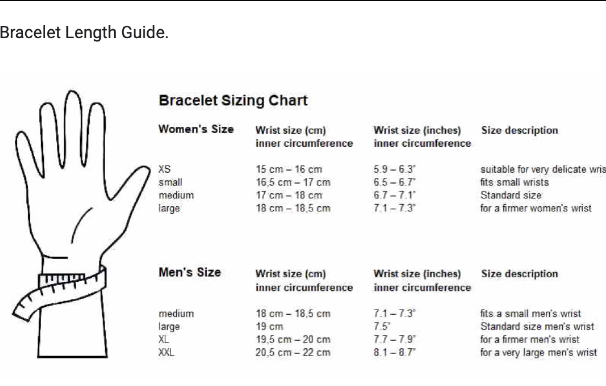 Bracelet Length Guide.
Bracelet Sizing Chart
Women's Size Wrist size (cm) inner circumference Wrist size (inches) inner circumference Size description
XS 15 cm – 16 cm 5.9 – 6.3" suitable for very delicate
small 16,5 cm – 17 cm 6.5 – 6.7" fits small wrists
medium 17 cm – 18 cm 6.7 – 7.1" Standard size
large 18 cm – 18,5 cm 7.1 – 7.3" for a firmer women's wrist
Men's Size Wrist size (cm) inner circumference Wrist size (inches) inner circumference Size description
medium 18 cm – 18,5 cm 7.1 – 7.3" fits a small men's wrist
large 19 cm 7.5" Standard size men's wrist
XL 19,5 cm – 20 cm 7.7 – 7.9" for a firmer men's wrist
XXL 20,5 cm – 22 cm 8.1 – 8.7" for a very large men's wrist